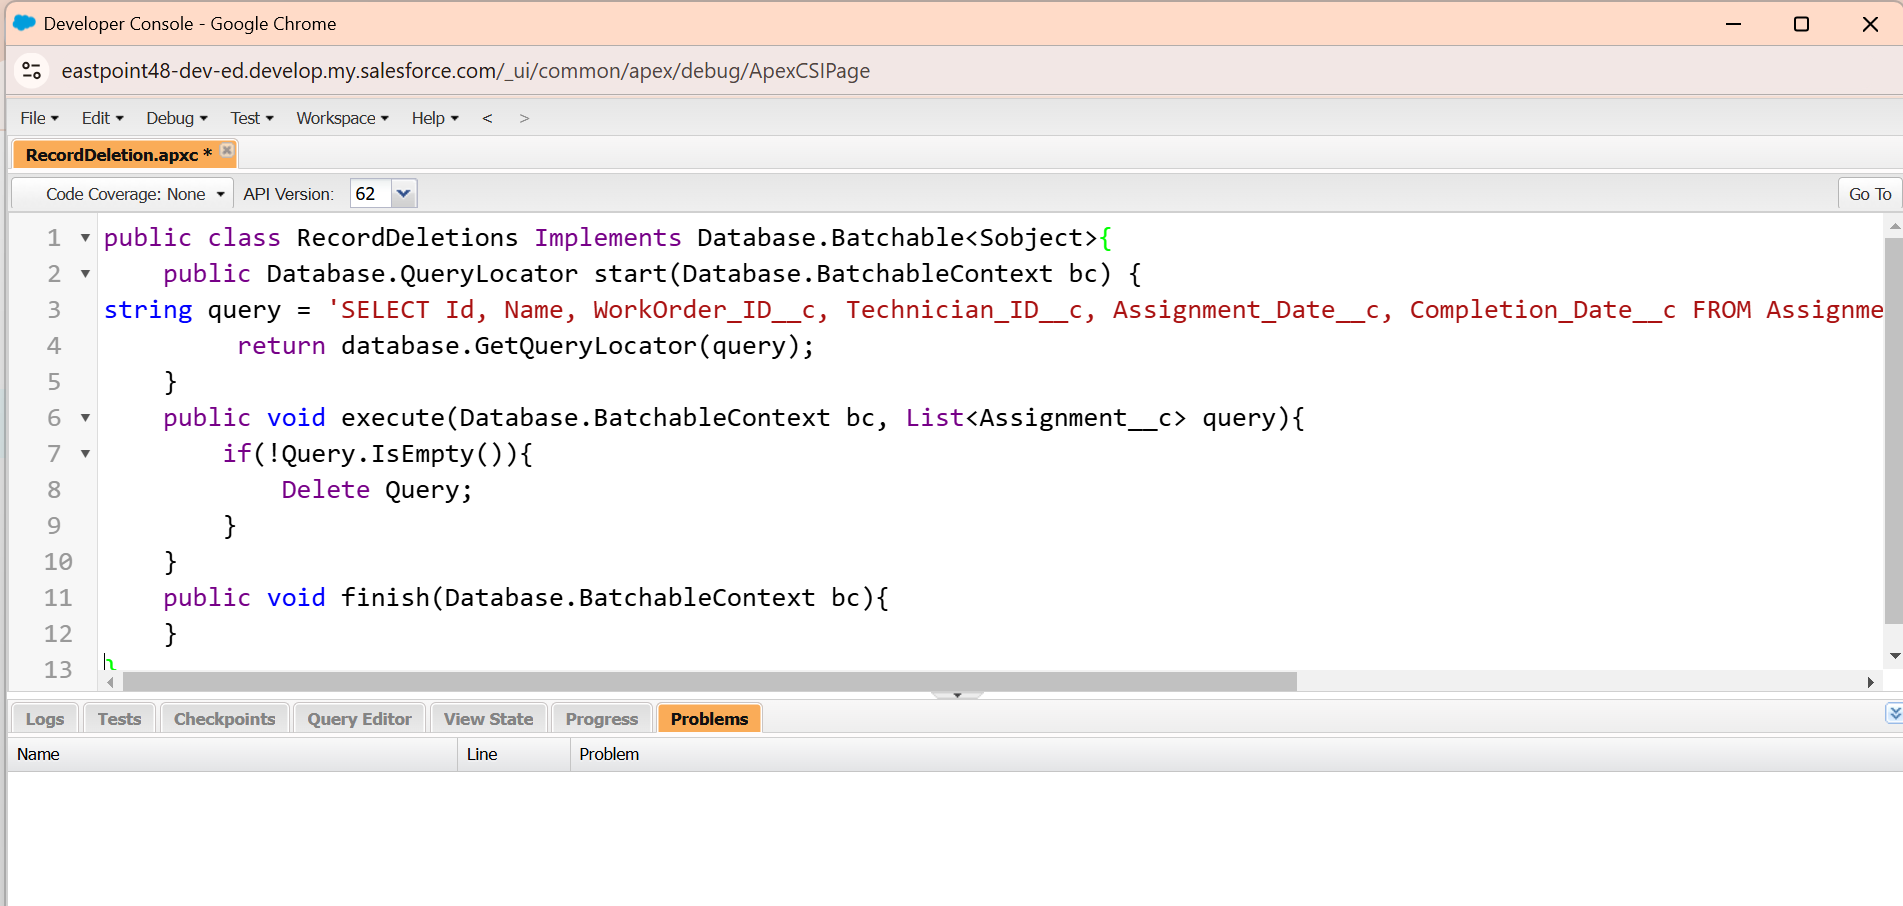 Developer Console - Google Chrome
eastpoint48-dev-ed.develop.my.salesforce.com/_ui/common/apex/debug/ApexCSIPage
File Edit Debug Test Workspace Help < >
RecordDeletion.apxc *
Code Coverage: None API Version: 62 Go To
1 public class RecordDeletions Implements Database.Batchable<Sobject>{
2 public Database.QueryLocator start(Database.BatchableContext bc) {
3 string query = 'SELECT Id, Name, WorkOrder_ID__c, Technician_ID__c, Assignment_Date__c, Completion_Date__c FROM Assignme
4 return database.GetQueryLocator(query);
5 }
6 public void execute(Database.BatchableContext bc, List<Assignment__c> query){
7 if(!Query.IsEmpty()){
8 Delete Query;
9 }
10 }
11 public void finish(Database.BatchableContext bc){
12 }
13 }
Logs Tests Checkpoints Query Editor View State Progress Problems
Name Line Problem